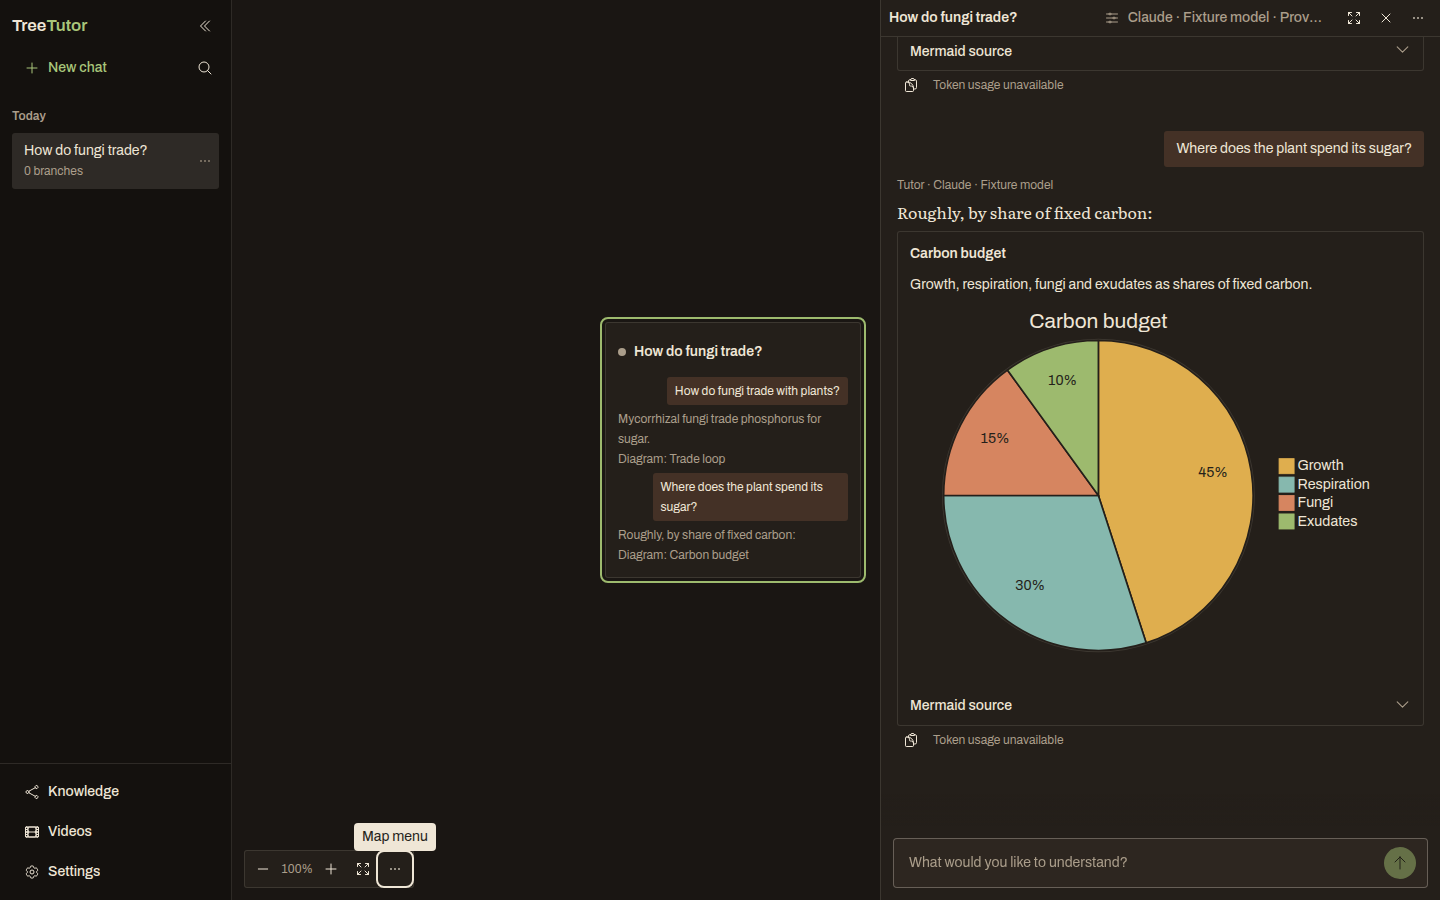 TreeTutor
New chat
Today
How do fungi trade?
0 branches
Knowledge
Videos
Settings
How do fungi trade?
How do fungi trade with plants?
Mycorrhizal fungi trade phosphorus for
sugar.
Diagram: Trade loop
Where does the plant spend its
sugar?
Roughly, by share of fixed carbon:
Diagram: Carbon budget
Map menu
100%
How do fungi trade?
Claude · Fixture model · Prov...
Mermaid source
Token usage unavailable
Where does the plant spend its sugar?
Tutor · Claude · Fixture model
Roughly, by share of fixed carbon:
Carbon budget
Growth, respiration, fungi and exudates as shares of fixed carbon.
Carbon budget
10%
15%
45%
30%
Growth
Respiration
Fungi
Exudates
Mermaid source
Token usage unavailable
What would you like to understand?